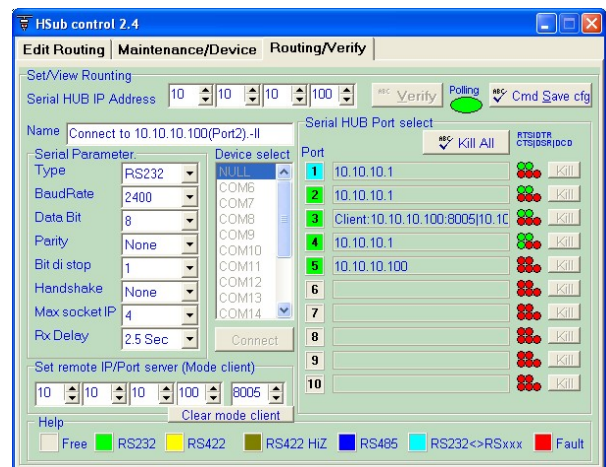 HSub control 2.4
Edit Routing Maintenance/Device Routing/Verify
Set/View Rounting
Serial HUB IP Address 10 10 10 100 ABC Verify Polling ABC Cmd Save cfg
Name Connect to 10.10.10.100(Port2).-II
Serial Parameter.
Type RS232
BaudRate 2400
Data Bit 8
Parity None
Bit di stop 1
Handshake None
Max socket IP 4
Rx Delay 2.5 Sec
Device select
NULL
COM6
COM7
COM8
COM9
COM10
COM11
COM12
COM13
COM14
Connect
Serial HUB Port select
ABC Kill All
RTS|DTR
CTS|DSR|DCD
Port
1 10.10.10.1 Kill
2 10.10.10.1 Kill
3 Client:10.10.10.100:8005|10.10 Kill
4 10.10.10.1 Kill
5 10.10.10.100 Kill
6 Kill
7 Kill
8 Kill
9 Kill
10 Kill
Set remote IP/Port server (Mode client)
10 10 10 100 8005
Clear mode client
Help
Free RS232 RS422 RS422 HiZ RS485 RS232<>RSxxx Fault